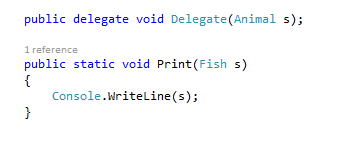 public delegate void Delegate(Animal s);
1 reference
public static void Print(Fish s)
{
Console.WriteLine(s);
}